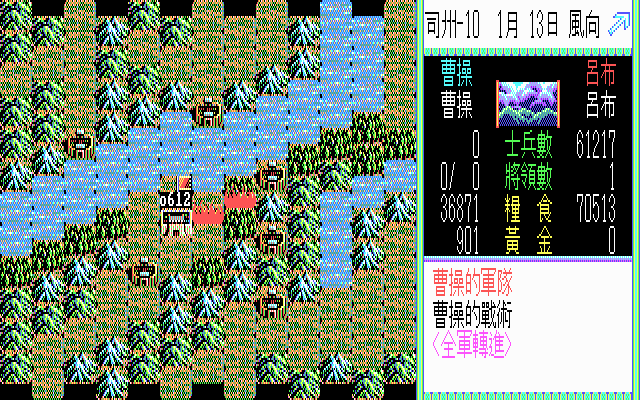 司州-10 1月 13日 風向
曹操 呂布
曹操 呂布
0 士兵數 61217
0/ 0 將領數 1
36871 糧食 70513
901 黃金 0
0612
曹操的軍隊
曹操的戰術
〈全軍轉進〉